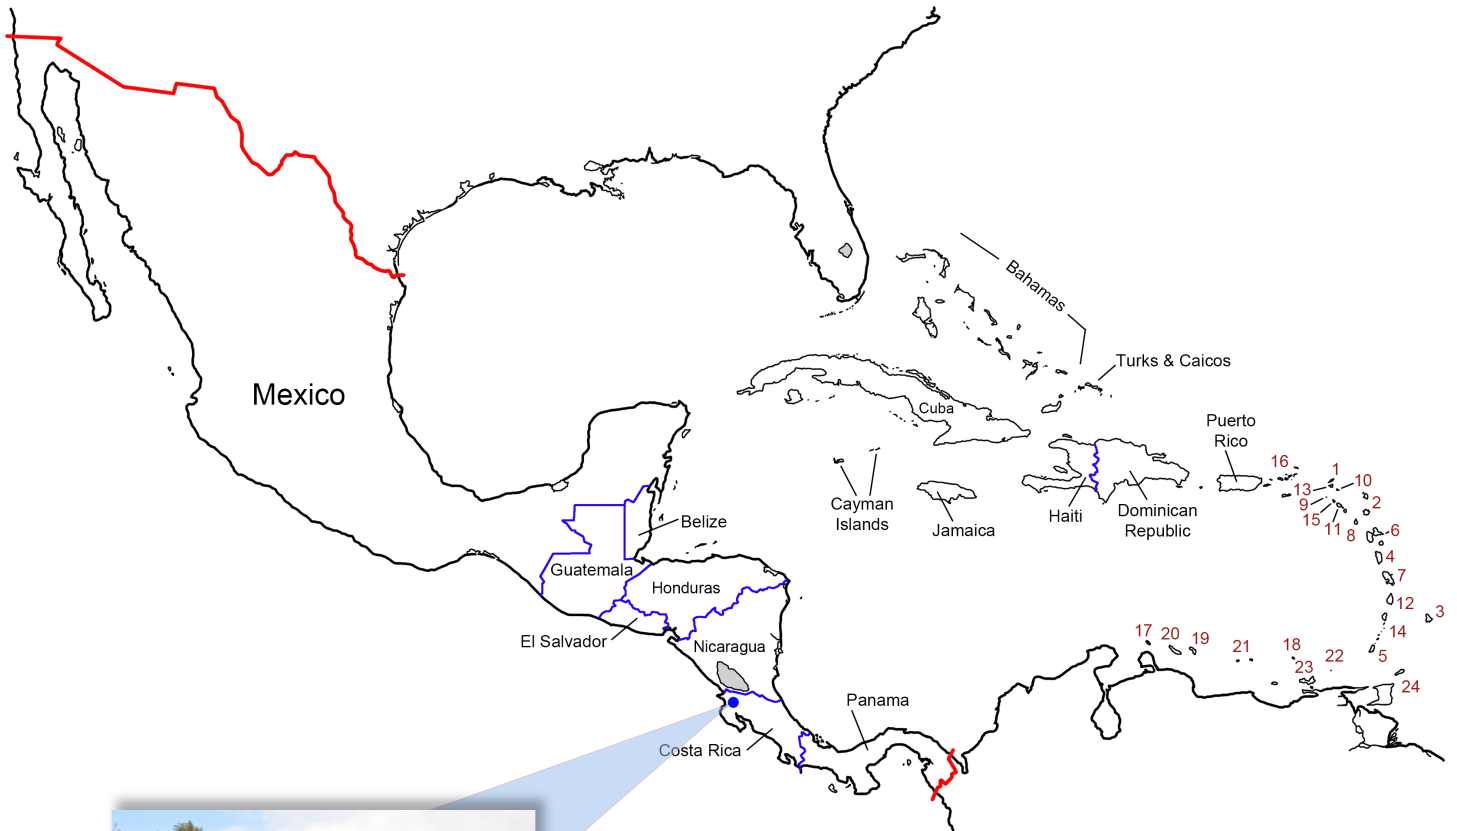 Bahamas
Turks & Caicos
Mexico
Cuba
Puerto
Rico
16
1
10
13
9
15
11
8
2
6
4
7
12
3
14
5
Cayman
Islands
Jamaica
Haiti
Dominican
Republic
Belize
Guatemala
Honduras
El Salvador
Nicaragua
17
20
19
21
18
23
22
24
Panama
Costa Rica